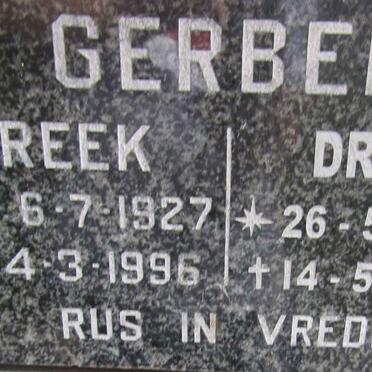 GERBE
REEK DR
6-7-1927 * 26-5
4-3-1996 † 14-5
RUS IN VRED